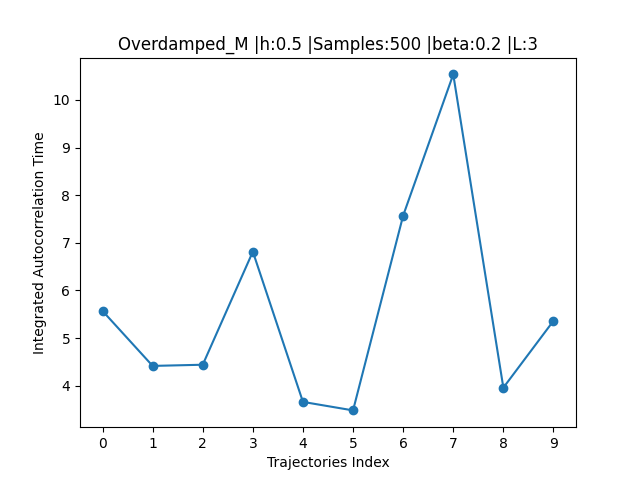 Overdamped_M |h:0.5 |Samples:500 |beta:0.2 |L:3
Integrated Autocorrelation Time
10
9
8
7
6
5
4
0 1 2 3 4 5 6 7 8 9
Trajectories Index